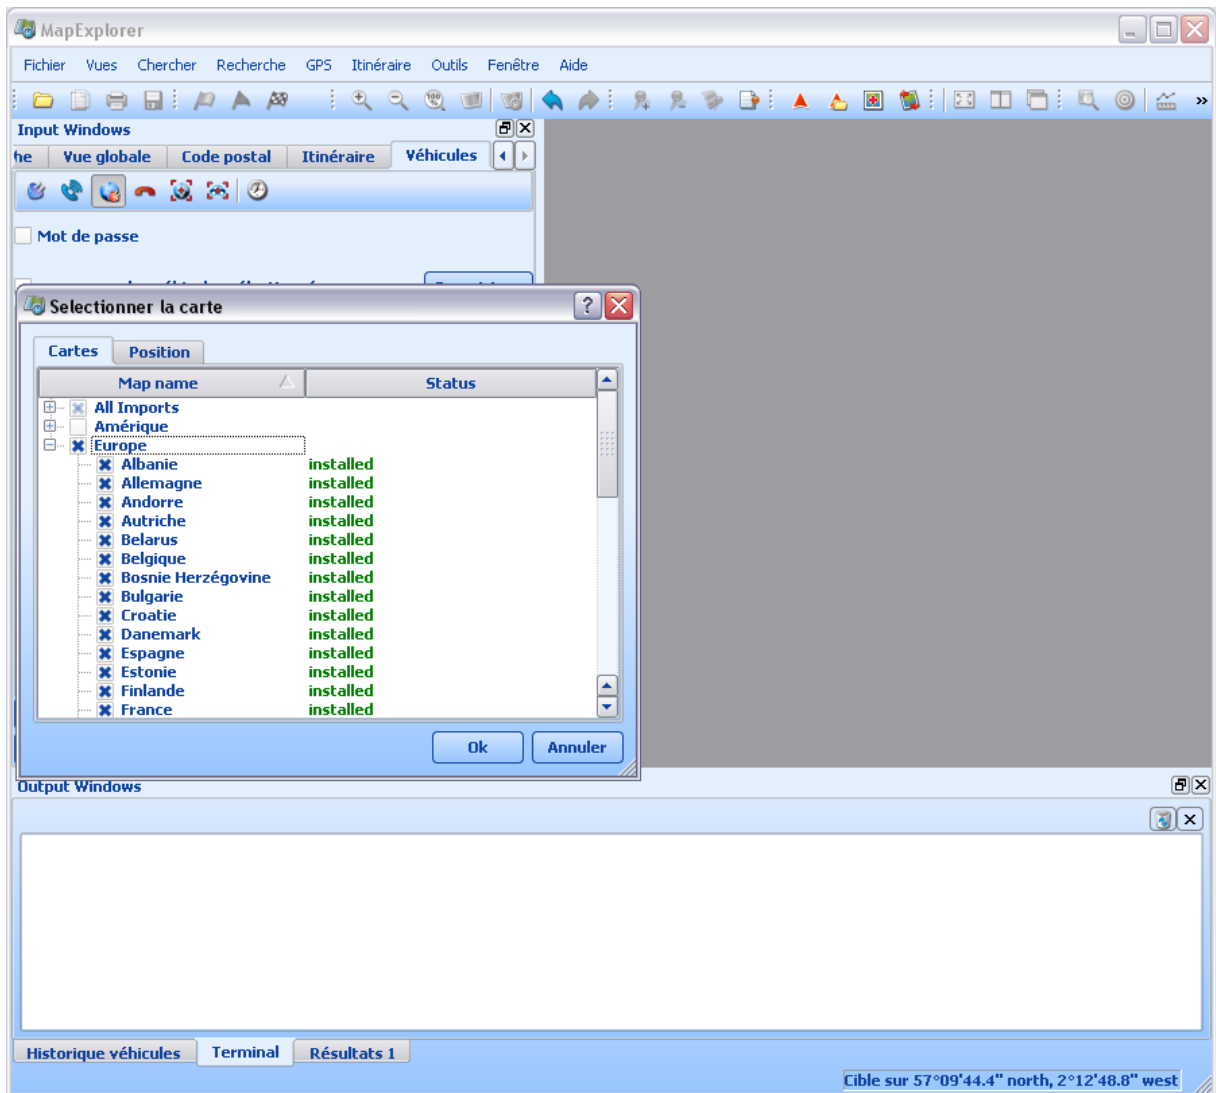 MapExplorer
Fichier Vues Chercher Recherche GPS Itinéraire Outils Fenêtre Aide
Input Windows
he Vue globale Code postal Itinéraire Véhicules
Mot de passe
Selectionner la carte
Cartes Position
Map name Status
All Imports
Amérique
Europe
Albanie installed
Allemagne installed
Andorre installed
Autriche installed
Belarus installed
Belgique installed
Bosnie Herzégovine installed
Bulgarie installed
Croatie installed
Danemark installed
Espagne installed
Estonie installed
Finlande installed
France installed
Ok Annuler
Output Windows
Historique véhicules Terminal Résultats 1
Cible sur 57°09'44.4" north, 2°12'48.8" west